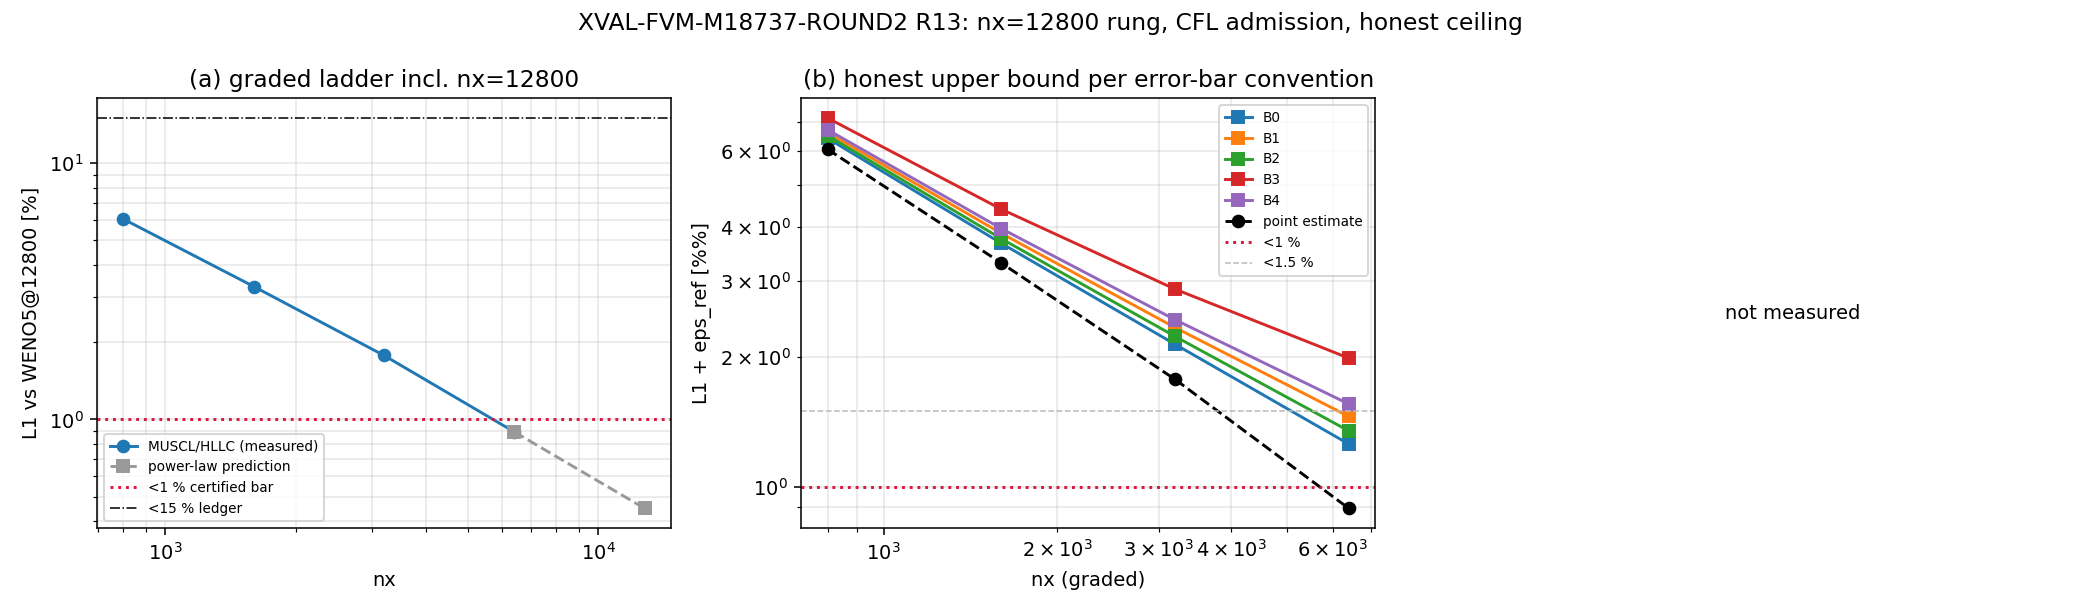 XVAL-FVM-M18737-ROUND2 R13: nx=12800 rung, CFL admission, honest ceiling
(a) graded ladder incl. nx=12800
L1 vs WENO5@12800 [%]
10¹
10⁰
MUSCL/HLLC (measured)
power-law prediction
<1 % certified bar
<15 % ledger
10³
10⁴
nx
(b) honest upper bound per error-bar convention
L1 + eps_ref [%%]
6 × 10⁰
4 × 10⁰
3 × 10⁰
2 × 10⁰
10⁰
B0
B1
B2
B3
B4
point estimate
<1 %
<1.5 %
10³
2 × 10³
3 × 10³
4 × 10³
6 × 10³
nx (graded)
not measured